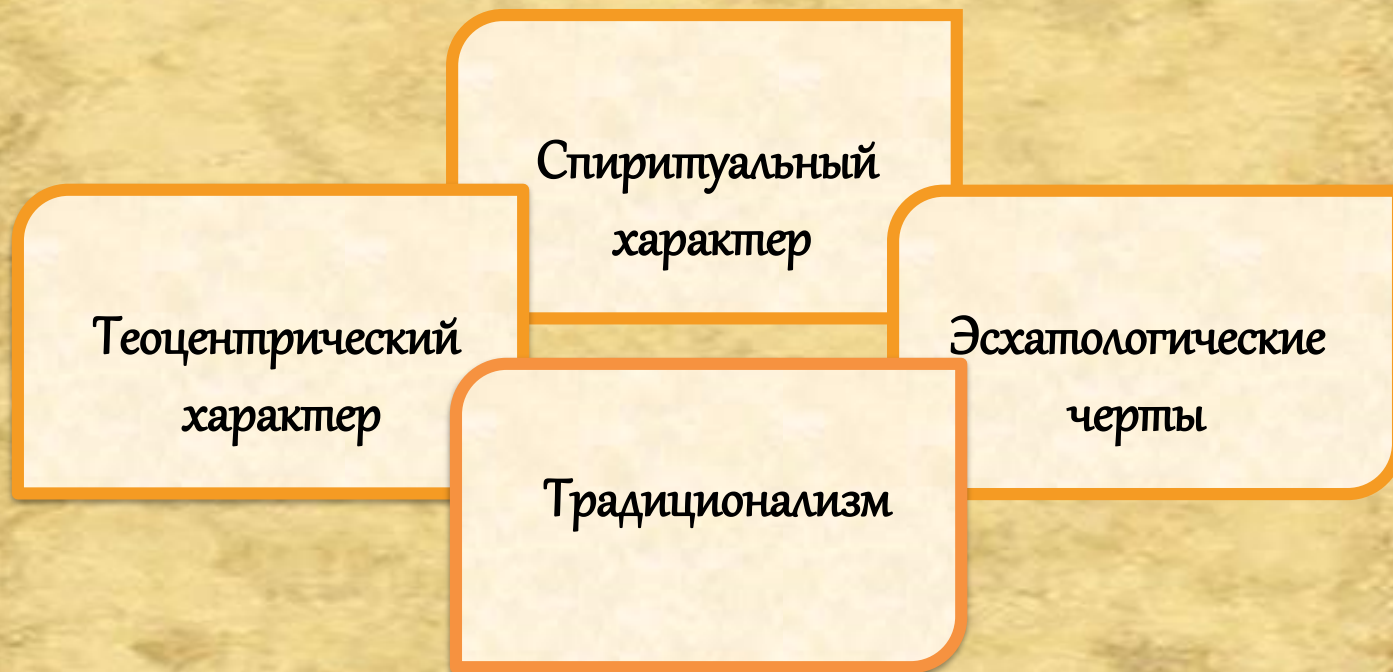 Спиритуальный
характер
Теоцентрический
характер
Эсхатологические
черты
Традиционализм